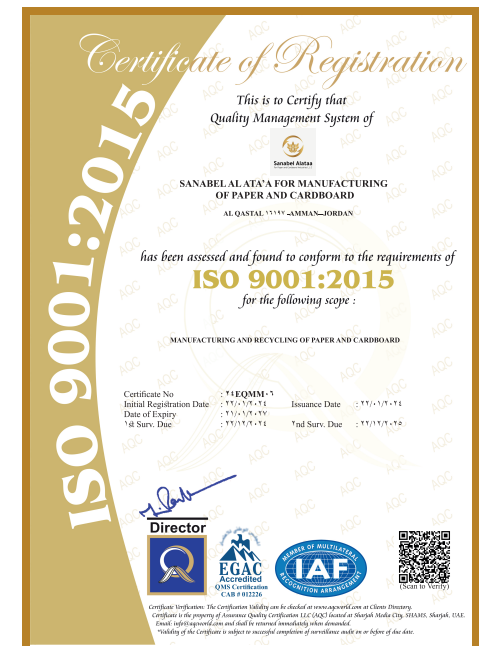 Certificate of Registration
This is to Certify that
Quality Management System of
Sanabel Alataa
SANABEL AL ATA'A FOR MANUFACTURING
OF PAPER AND CARDBOARD
AL QASTAL ١٦١٩٧ -AMMAN—JORDAN
has been assessed and found to conform to the requirements of
ISO 9001:2015
for the following scope :
MANUFACTURING AND RECYCLING OF PAPER AND CARDBOARD
ISO 9001:2015
Certificate No : ٢٤EQMM٠٦
Initial Registration Date : ٢٢/٠١/٢٠٢٤ Issuance Date : ٢٢/٠١/٢٠٢٤
Date of Expiry : ٢١/٠١/٢٠٢٧
١st Surv. Due : ٢٢/١٢/٢٠٢٤ ٢nd Surv. Due : ٢٢/١٢/٢٠٢٥
Director
EGAC
Accredited
QMS Certification
CAB # 012226
MEMBER OF MULTILATERAL
IAF
RECOGNITION ARRANGEMENT
(Scan to Verify)
Certificate Verification: The Certification Validity can be checked at www.aqcworld.com at Clients Directory.
Certificate is the property of Assurance Quality Certification LLC (AQC) located at Sharjah Media City, SHAMS, Sharjah, UAE.
Email: info@aqcworld.com and shall be returned immediately when demanded.
*Validity of the Certificate is subject to successful completion of surveillance audit on or before of due date.